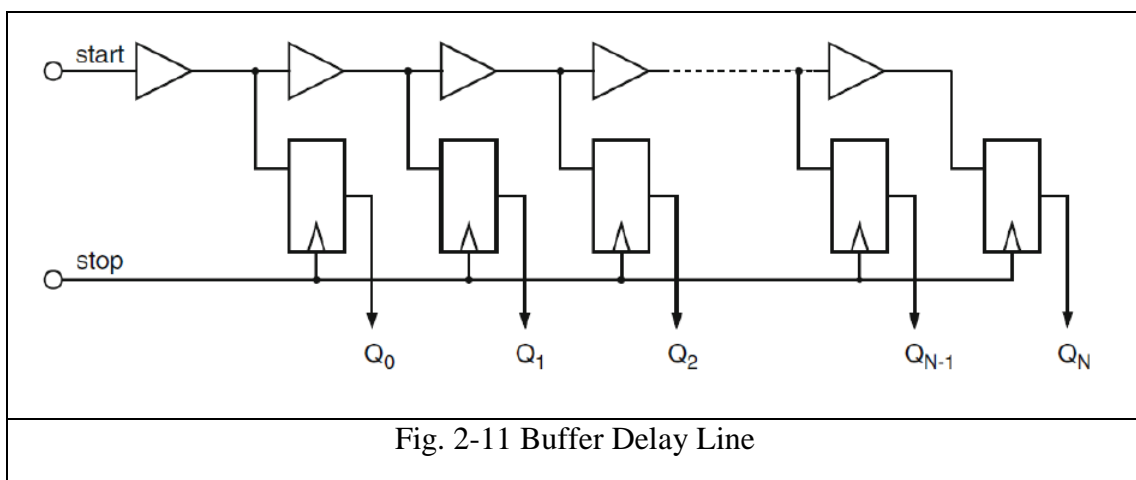 start
stop
Q0
Q1
Q2
QN-1
QN
Fig. 2-11 Buffer Delay Line